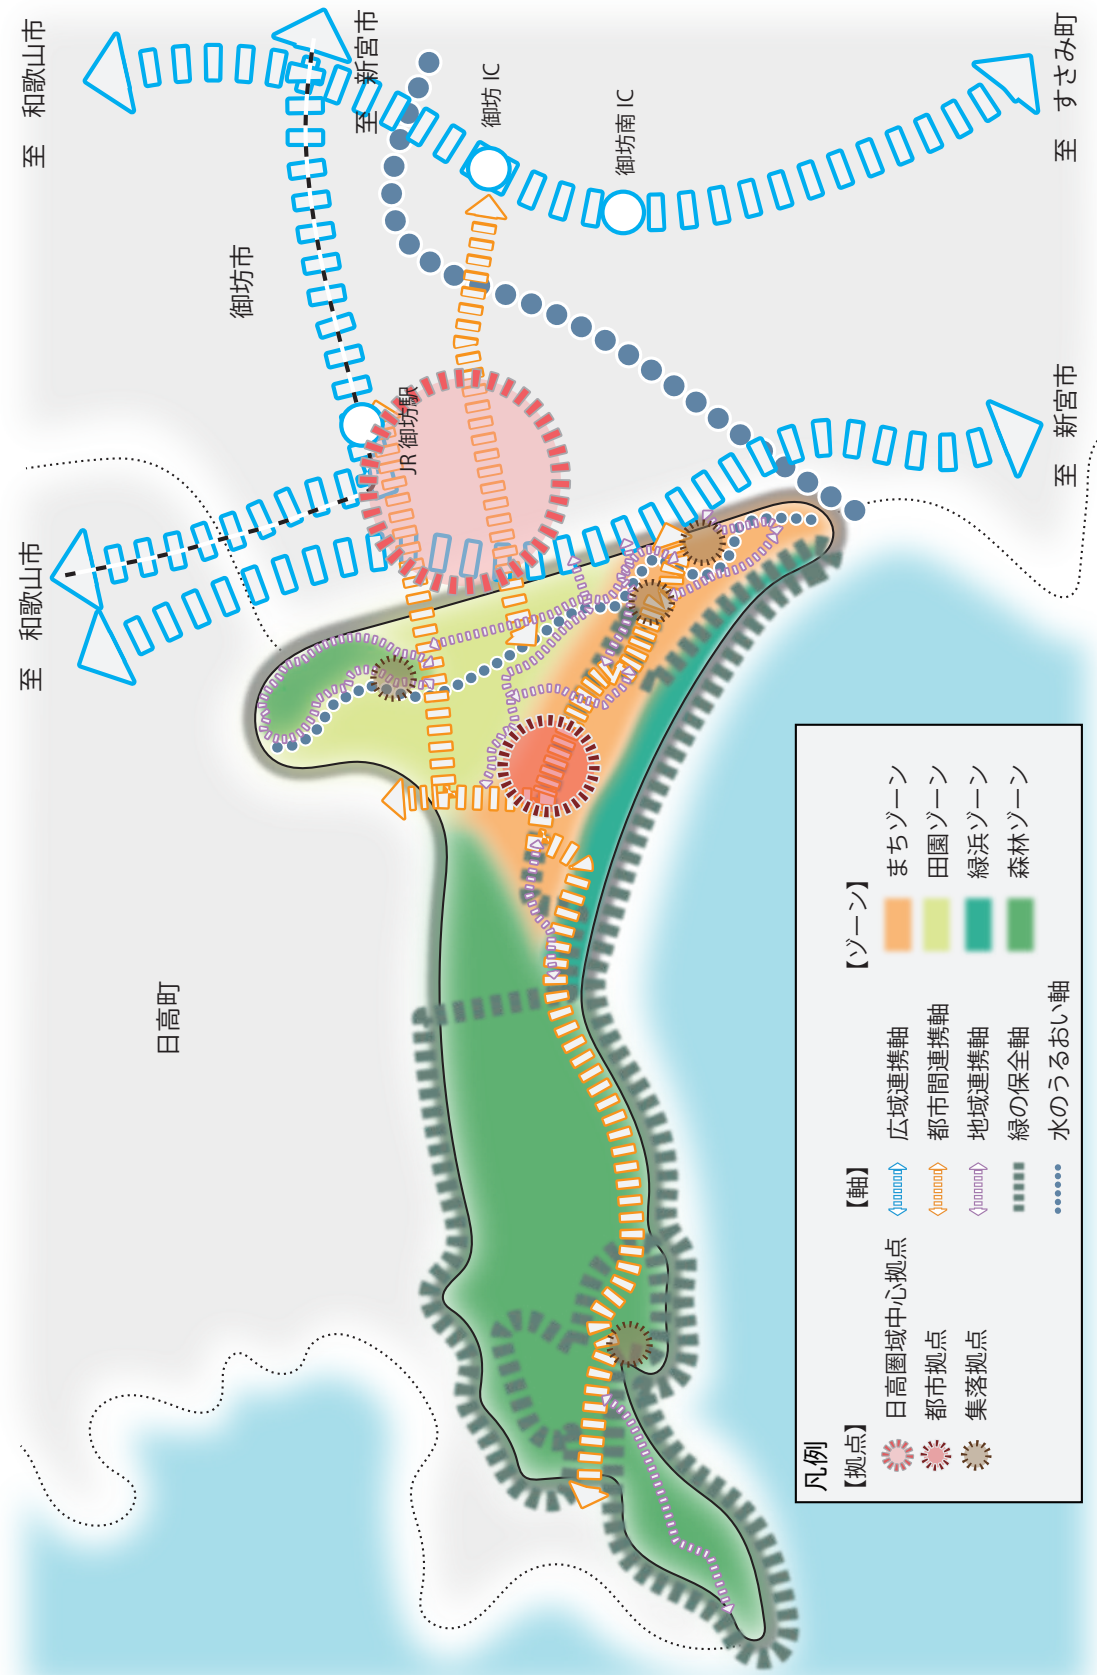 至 和歌山市
至 新宮市
御坊 IC
御坊南 IC
至 すさみ町
御坊市
JR 御坊駅
至 和歌山市
至 新宮市
日高町
凡例
【拠点】
日高圏域中心拠点
都市拠点
集落拠点
【軸】
広域連携軸
都市間連携軸
地域連携軸
緑の保全軸
水のうるおい軸
【ゾーン】
まちゾーン
田園ゾーン
緑浜ゾーン
森林ゾーン